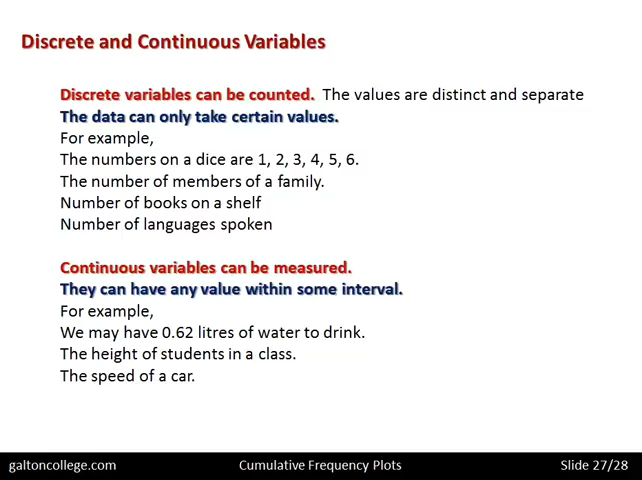 Discrete and Continuous Variables
Discrete variables can be counted. The values are distinct and separate
The data can only take certain values.
For example,
The numbers on a dice are 1, 2, 3, 4, 5, 6.
The number of members of a family.
Number of books on a shelf
Number of languages spoken
Continuous variables can be measured.
They can have any value within some interval.
For example,
We may have 0.62 litres of water to drink.
The height of students in a class.
The speed of a car.
galtoncollege.com Cumulative Frequency Plots Slide 27/28